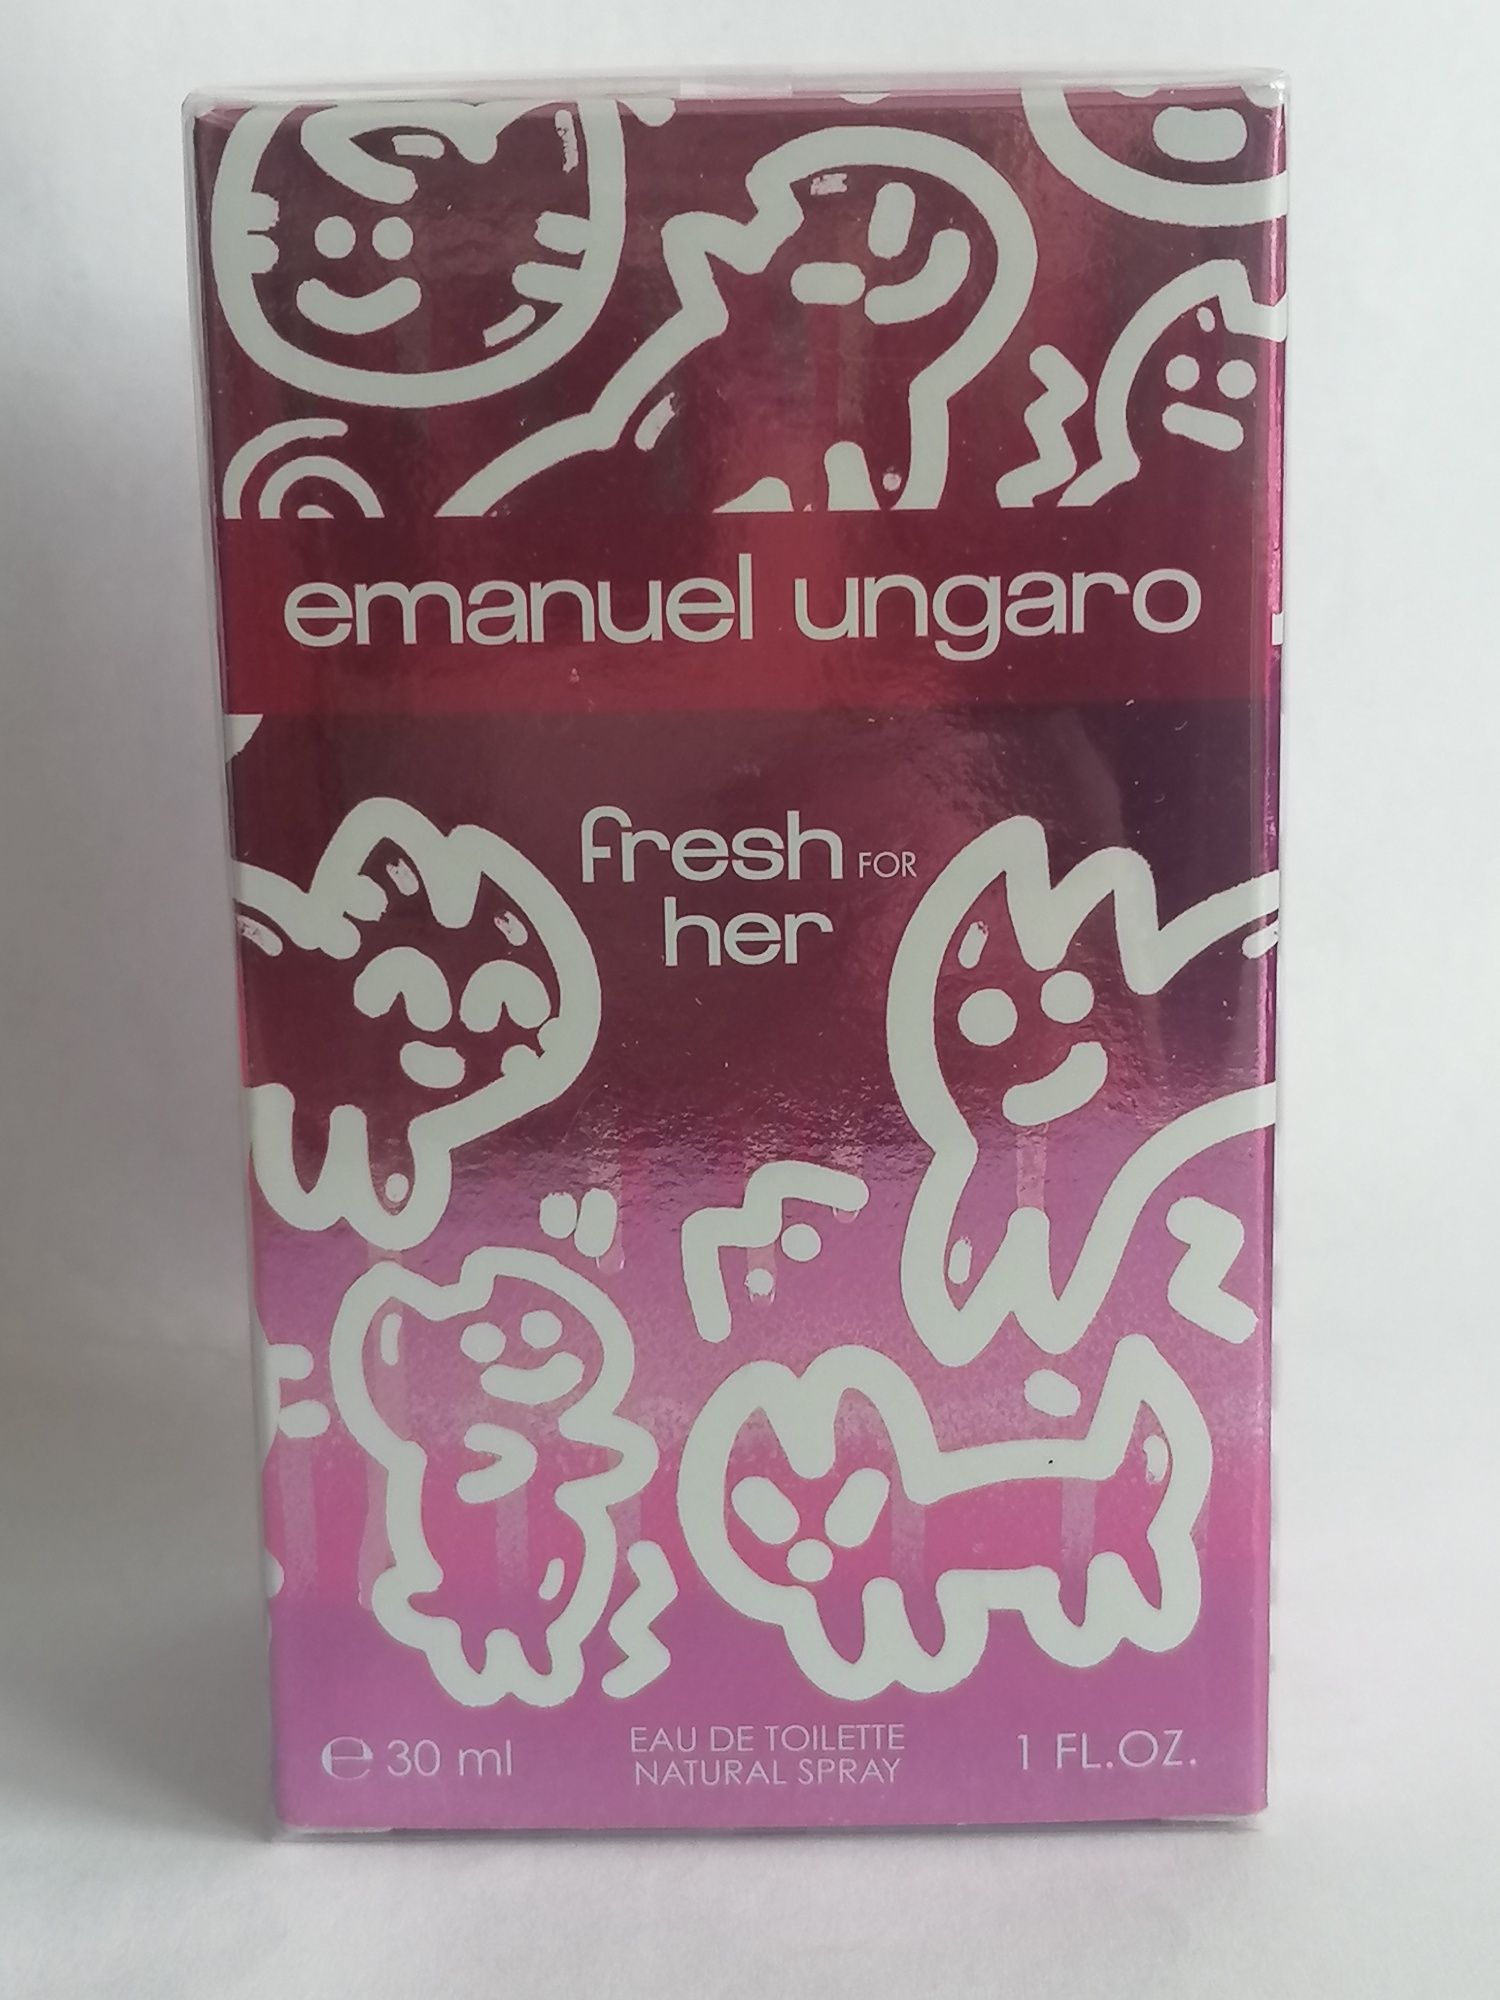 emanuel ungaro
fresh FOR
her
℮ 30 ml
EAU DE TOILETTE
NATURAL SPRAY
1 FL.OZ.